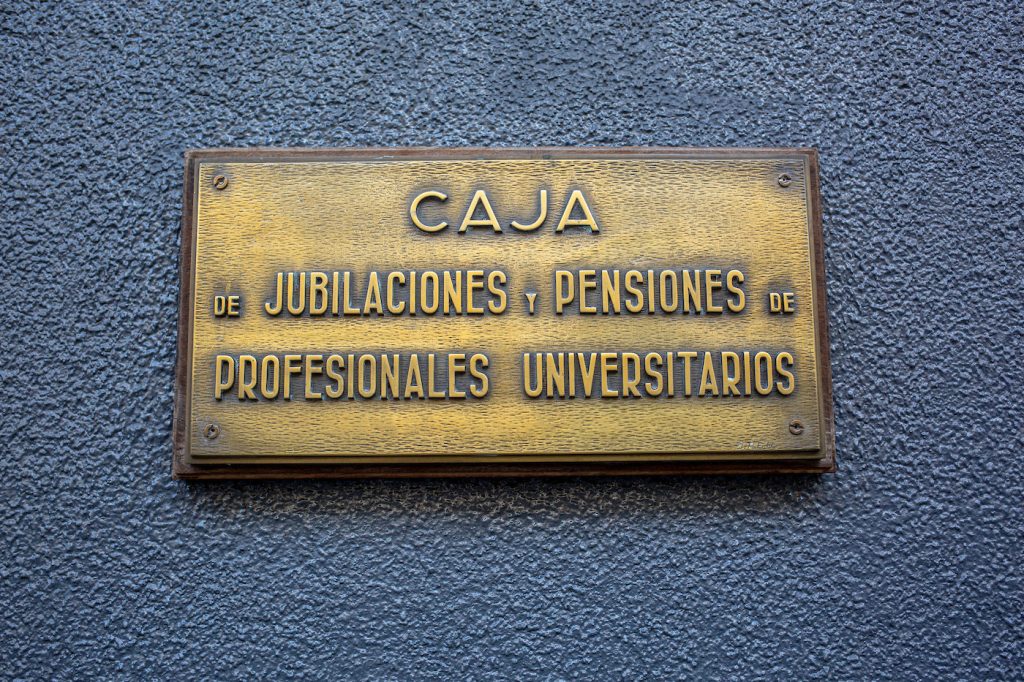 CAJA
DE JUBILACIONES Y PENSIONES DE
PROFESIONALES UNIVERSITARIOS